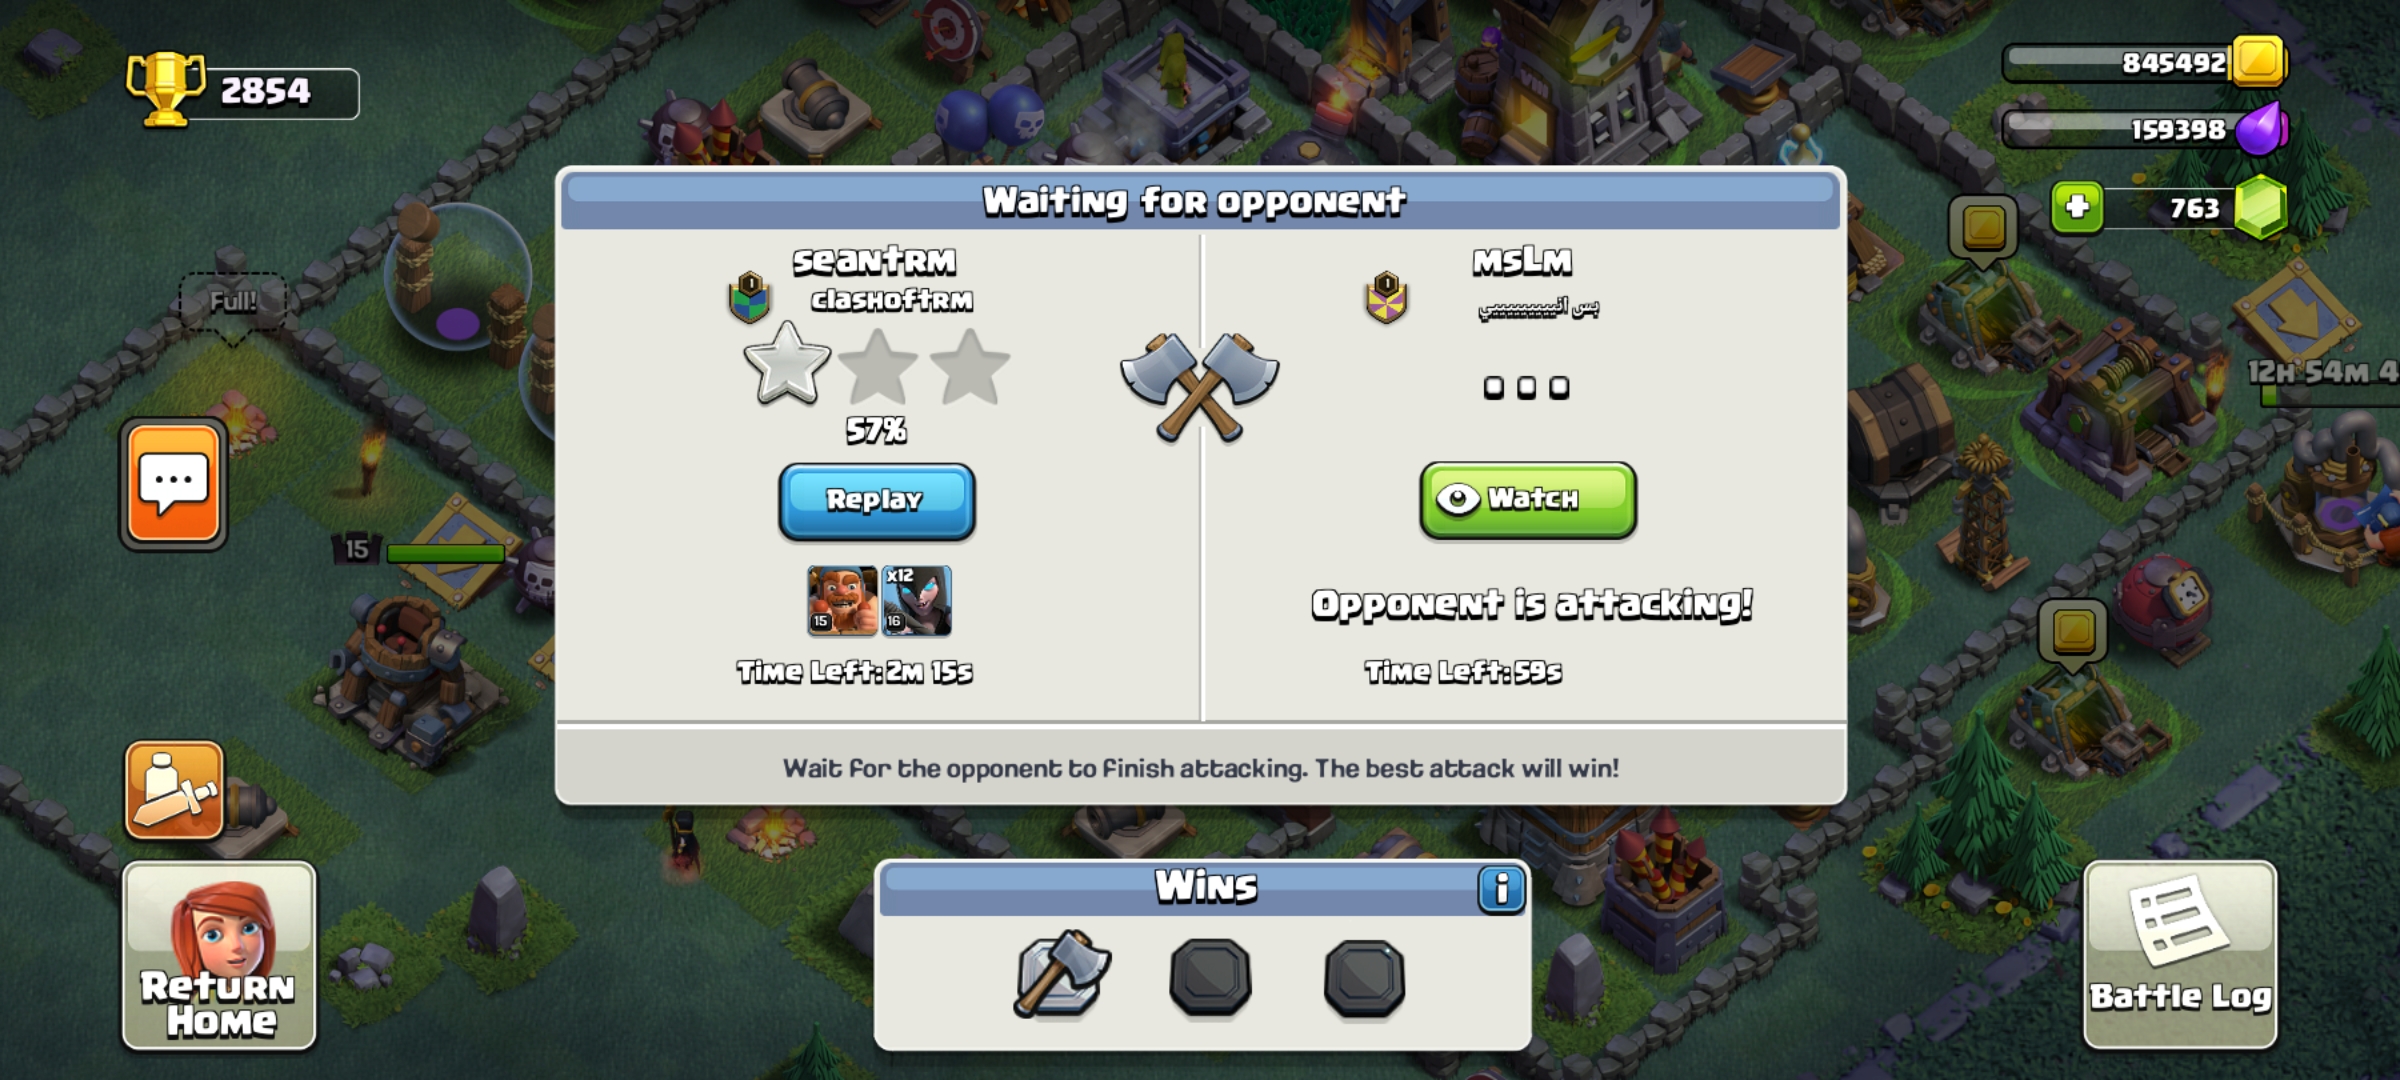 2854
845492
159398
763
Full!
12H 54M 4
15
Waiting for opponent
seantrm
1
clashoftrm
57%
Replay
x12
15
16
Time Left: 2M 15s
MSLM
1
Watch
Opponent is attacking!
Time Left: 59s
Wait for the opponent to finish attacking. The best attack will win!
Wins
i
Return
Home
Battle Log